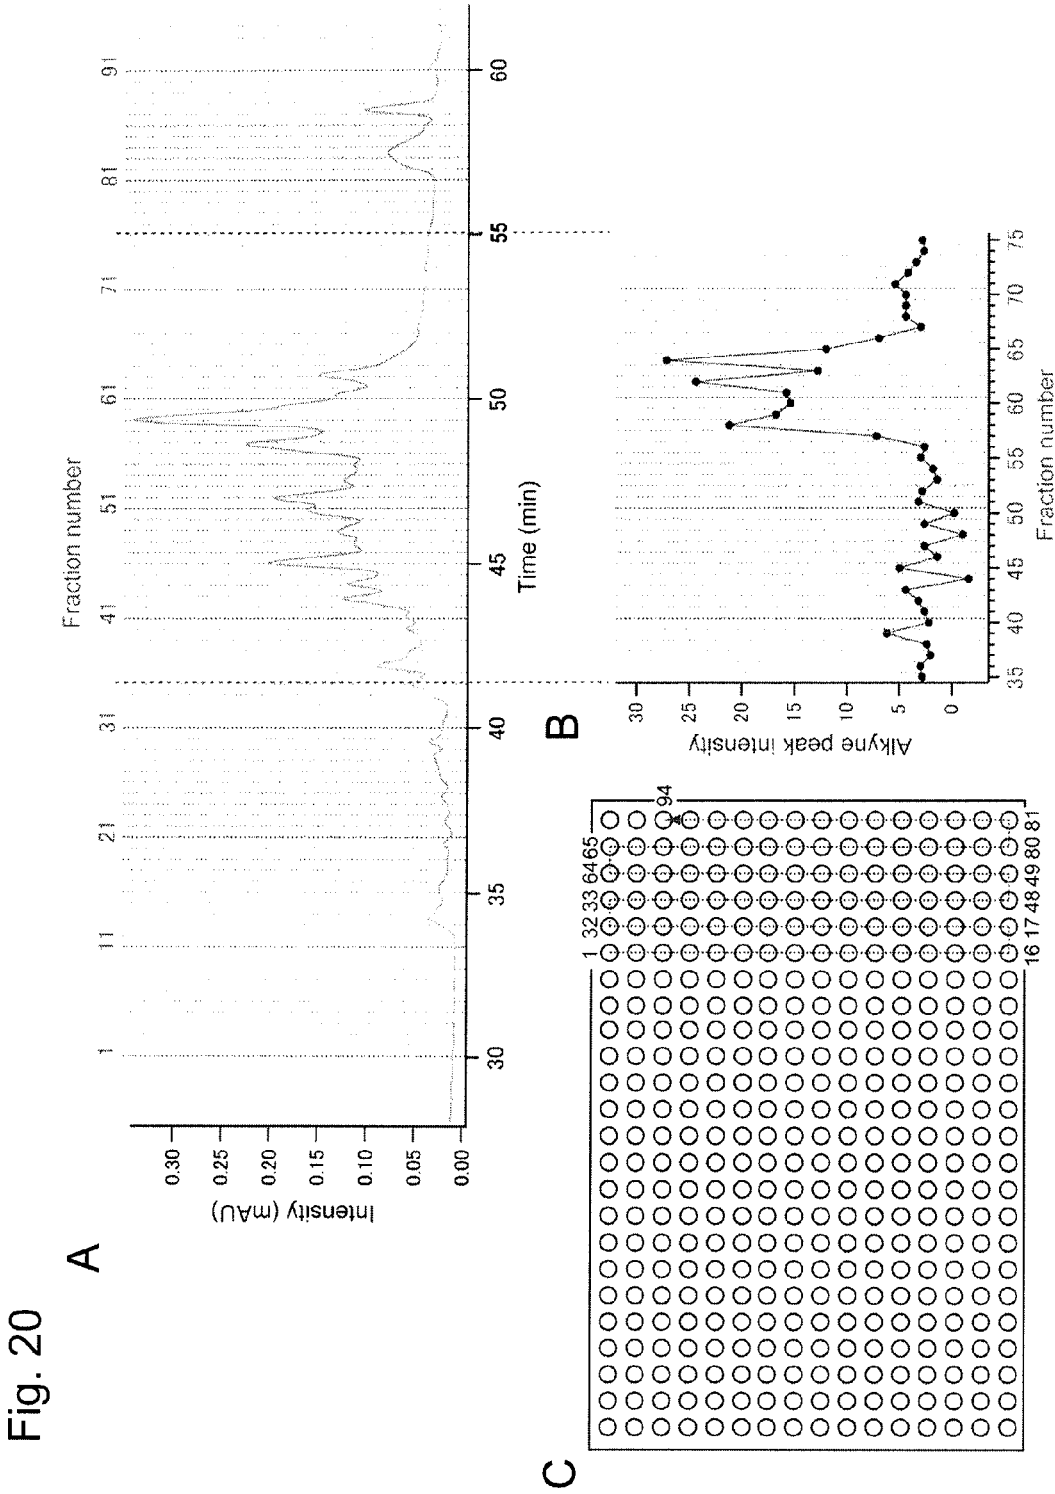 Fig. 20
A
Fraction number
1 11 21 31 41 51 61 71 81 91
Intensity (mAU)
0.30
0.25
0.20
0.15
0.10
0.05
0.00
30 35 40 45 50 55 60
Time (min)
B
Alkyne peak intensity
30
25
20
15
10
5
0
35 40 45 50 55 60 65 70 75
Fraction number
C
1 32 33 64 65
94
16 17 48 49 80 81